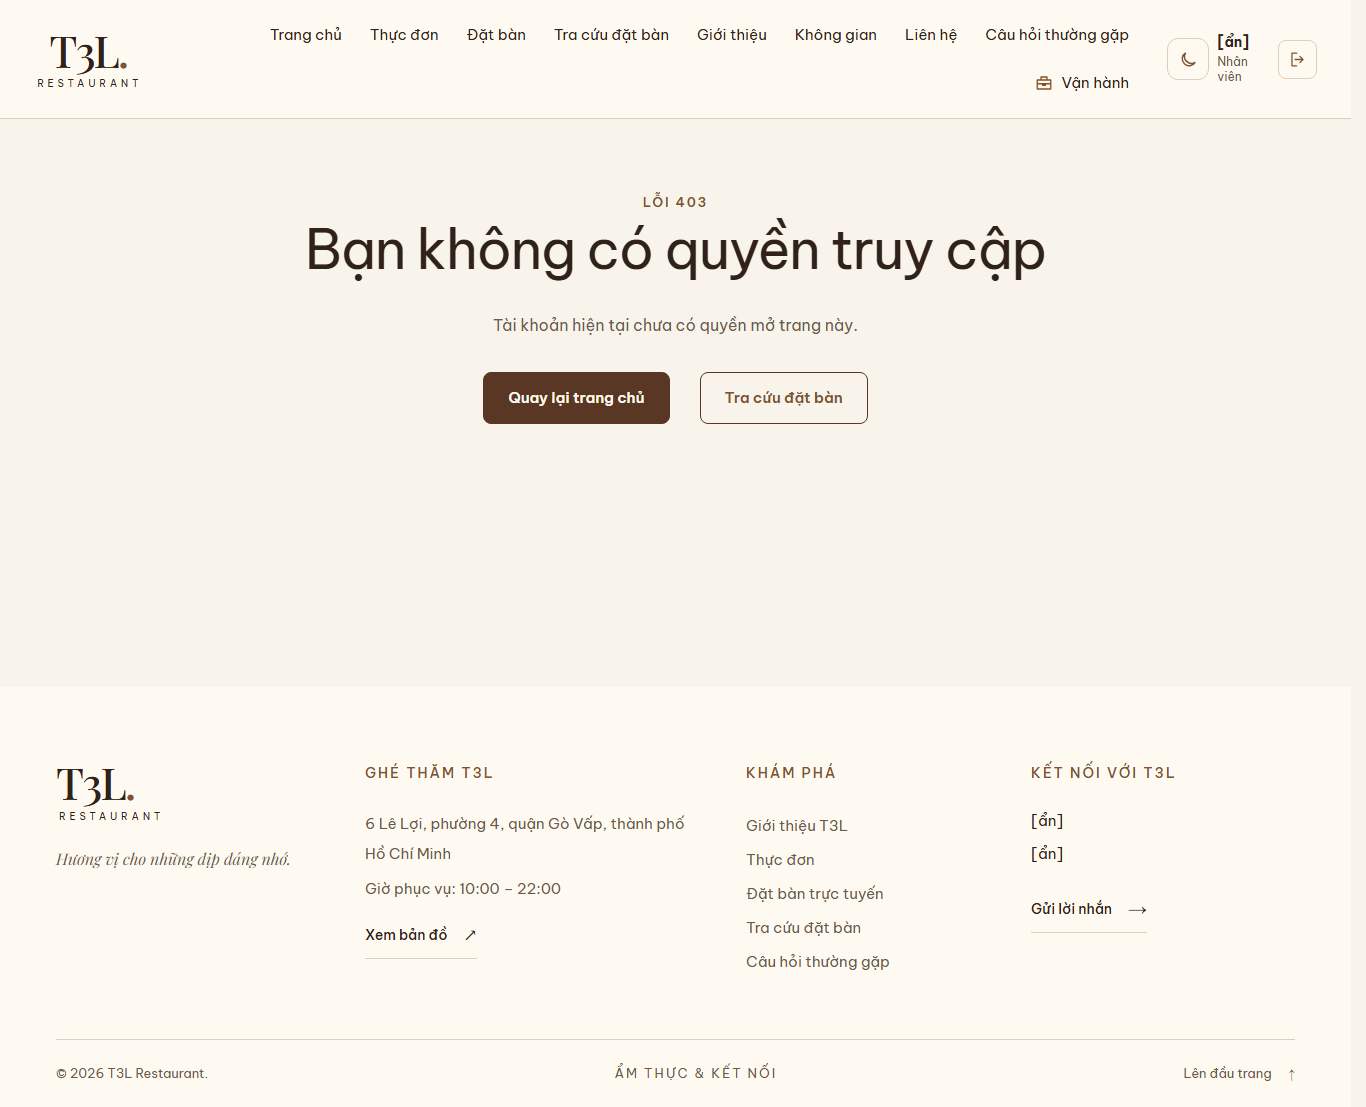 T3L.
RESTAURANT
Trang chủ
Thực đơn
Đặt bàn
Tra cứu đặt bàn
Giới thiệu
Không gian
Liên hệ
Câu hỏi thường gặp
Vận hành
[ẩn]
Nhân
viên
LỖI 403
Bạn không có quyền truy cập
Tài khoản hiện tại chưa có quyền mở trang này.
Quay lại trang chủ
Tra cứu đặt bàn
T3L.
RESTAURANT
Hương vị cho những dịp đáng nhớ.
GHÉ THĂM T3L
6 Lê Lợi, phường 4, quận Gò Vấp, thành phố
Hồ Chí Minh
Giờ phục vụ: 10:00 – 22:00
Xem bản đồ ↗
KHÁM PHÁ
Giới thiệu T3L
Thực đơn
Đặt bàn trực tuyến
Tra cứu đặt bàn
Câu hỏi thường gặp
KẾT NỐI VỚI T3L
[ẩn]
[ẩn]
Gửi lời nhắn →
© 2026 T3L Restaurant.
ẨM THỰC & KẾT NỐI
Lên đầu trang ↑